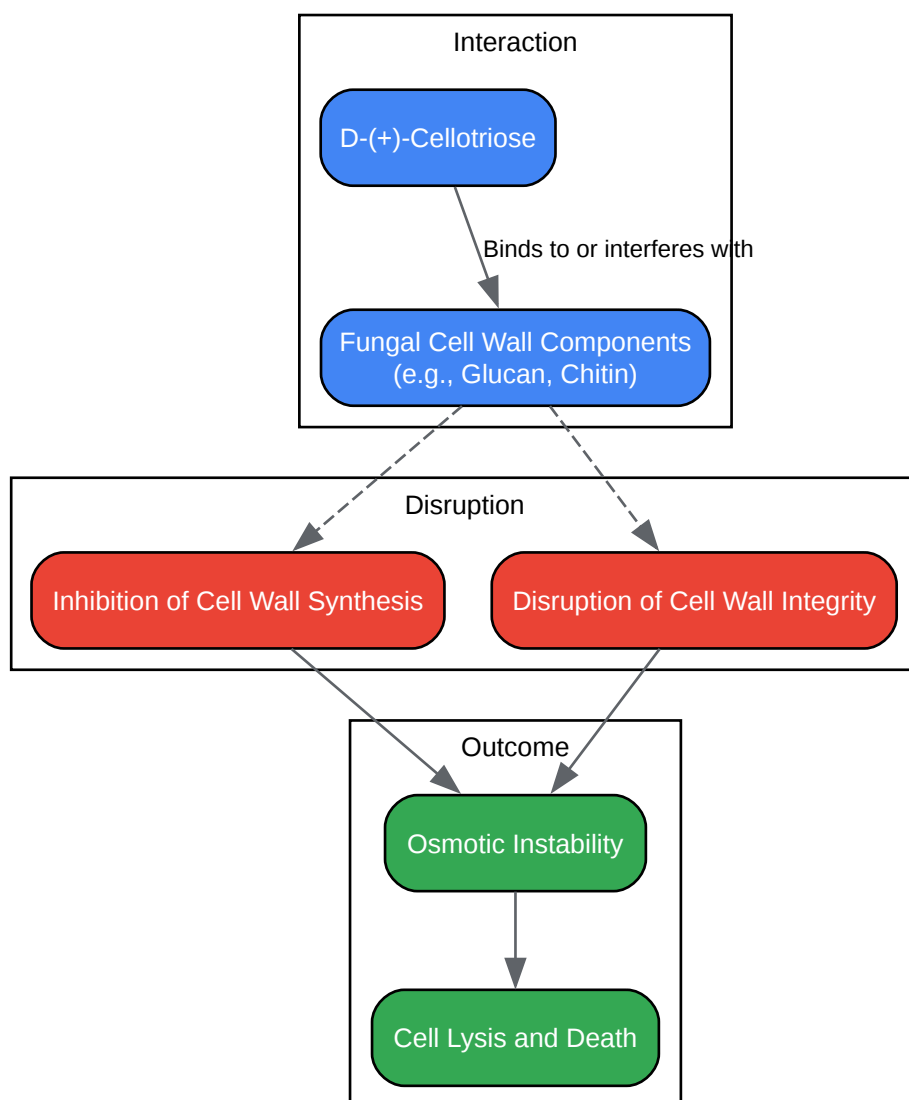 Interaction
D-(+)-Cellotriose
Binds to or interferes with
Fungal Cell Wall Components
(e.g., Glucan, Chitin)
Disruption
Inhibition of Cell Wall Synthesis
Disruption of Cell Wall Integrity
Outcome
Osmotic Instability
Cell Lysis and Death